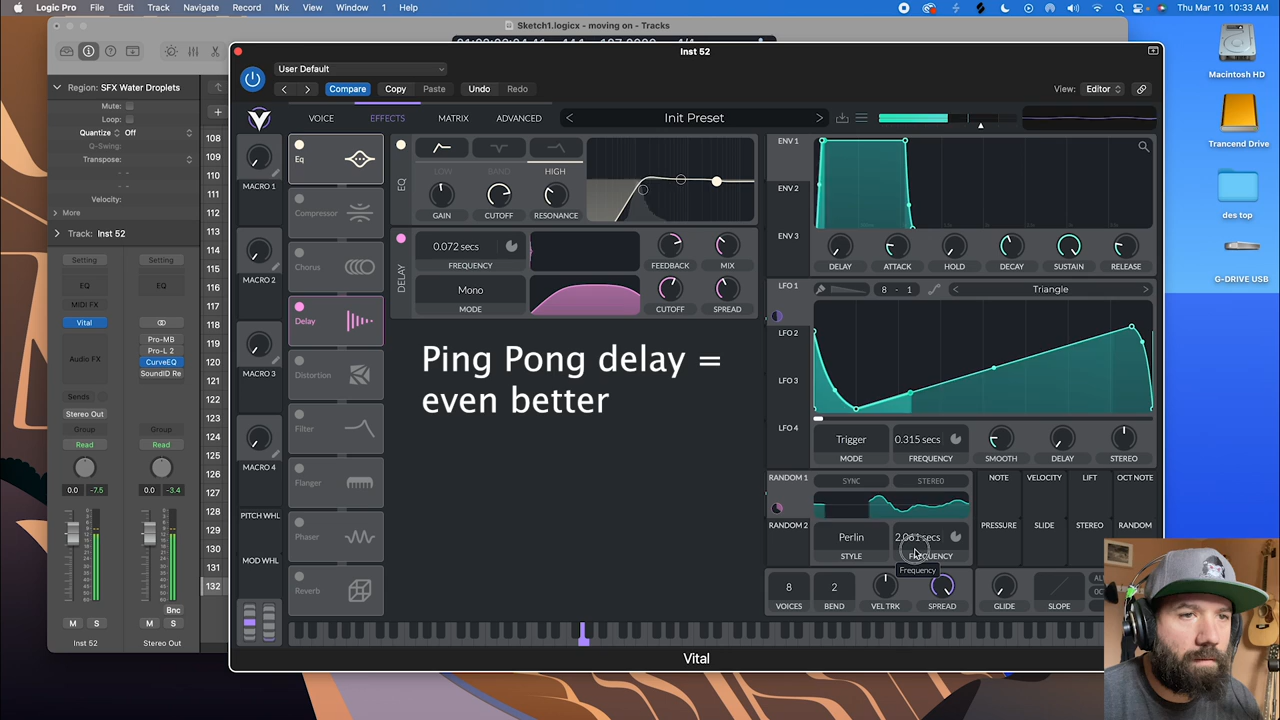 Logic Pro File Edit Track Navigate Record Mix View Window 1 Help
Thu Mar 10 10:33 AM
Sketch1.logicx - moving on - Tracks
Inst 52
User Default
Compare Copy Paste Undo Redo
View: Editor
Region: SFX Water Droplets
Mute:
Loop:
Quantize Off
Q-Swing:
Transpose:
Velocity:
More
Track: Inst 52
Setting Setting
EQ EQ
MIDI FX
Vital
Audio FX
Pro-MB
Pro-L 2
CurveEQ
SoundID Re
Sends
Stereo Out
Group Group
Read Read
0.0 -7.5 0.0 -3.4
Bnc
M S M S
Inst 52 Stereo Out
108
109
110
111
112
113
114
115
116
117
118
119
120
121
122
123
124
125
126
127
128
129
130
131
132
VOICE EFFECTS MATRIX ADVANCED
Init Preset
MACRO 1
MACRO 2
MACRO 3
MACRO 4
PITCH WHL
MOD WHL
Eq
Compressor
Chorus
Delay
Distortion
Filter
Flanger
Phaser
Reverb
EQ
LOW BAND HIGH
GAIN CUTOFF RESONANCE
DELAY
0.072 secs
FREQUENCY
Mono
MODE
FEEDBACK MIX
CUTOFF SPREAD
Ping Pong delay =
even better
ENV 1
ENV 2
ENV 3
DELAY ATTACK HOLD DECAY SUSTAIN RELEASE
LFO 1
LFO 2
LFO 3
LFO 4
8 - 1
Triangle
Trigger
MODE
0.315 secs
FREQUENCY
SMOOTH DELAY STEREO
RANDOM 1
RANDOM 2
SYNC STEREO
Perlin
STYLE
2.061 secs
FREQUENCY
Frequency
NOTE VELOCITY LIFT OCT NOTE
PRESSURE SLIDE STEREO RANDOM
8
VOICES
2
BEND
VEL TRK
SPREAD
GLIDE
SLOPE
Vital
Macintosh HD
Trancend Drive
des top
G-DRIVE USB